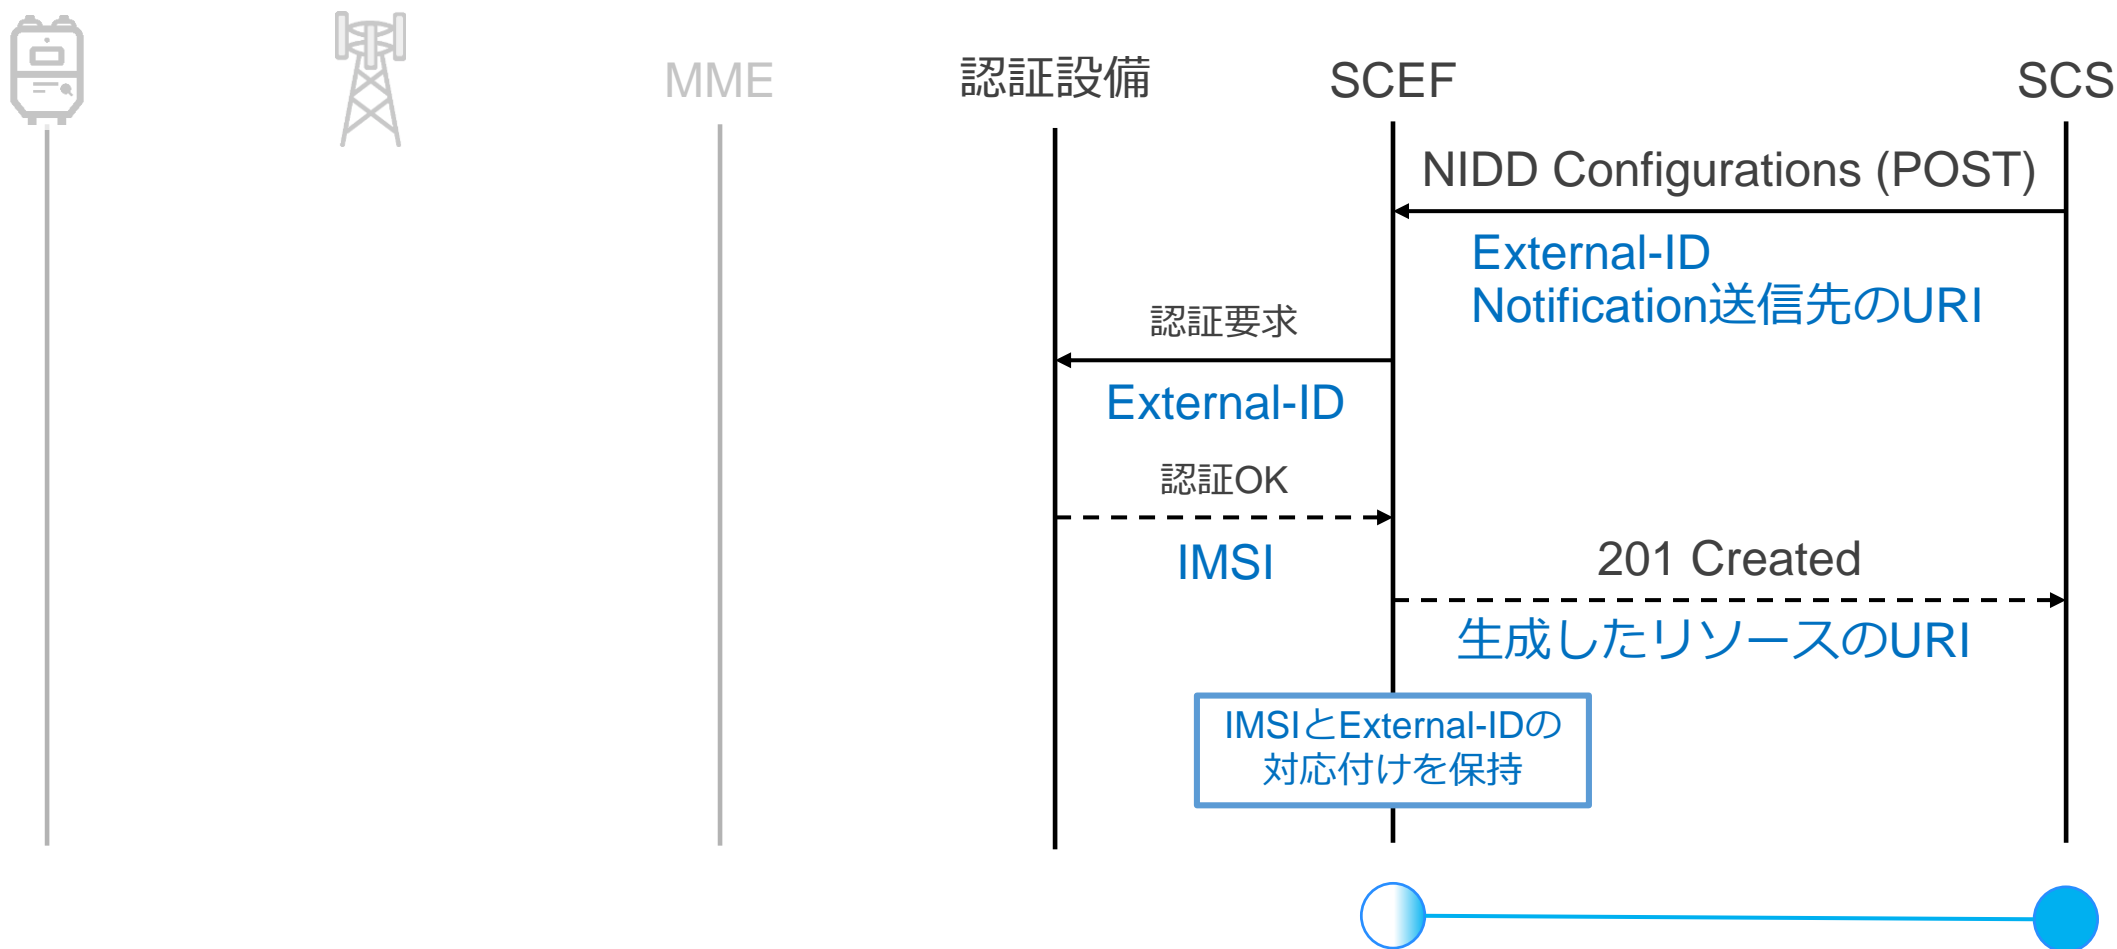 MME
認証設備
SCEF
SCS
NIDD Configurations (POST)
External-ID
Notification送信先のURI
認証要求
External-ID
認証OK
IMSI
201 Created
生成したリソースのURI
IMSIとExternal-IDの
対応付けを保持